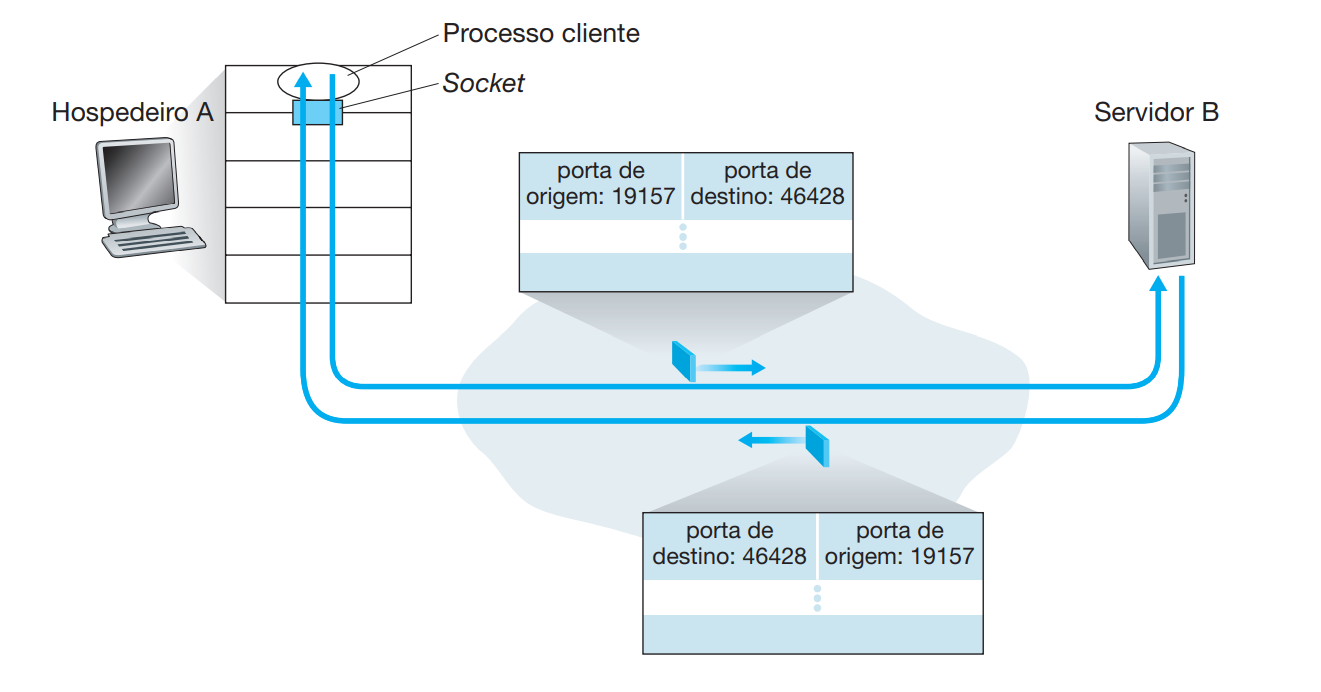 Processo cliente
Socket
Hospedeiro A
Servidor B
porta de
origem: 19157
porta de
destino: 46428
porta de
destino: 46428
porta de
origem: 19157